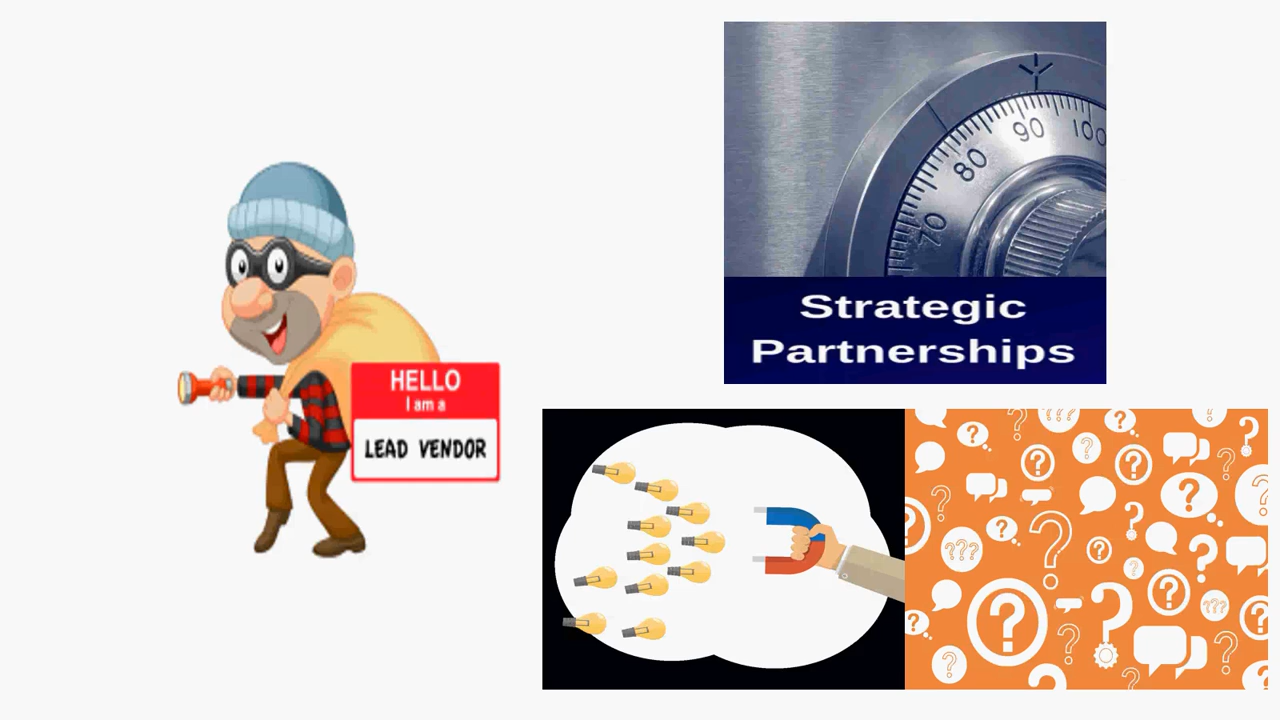 HELLO
I am a
LEAD VENDOR
70
80
90
100
Strategic
Partnerships